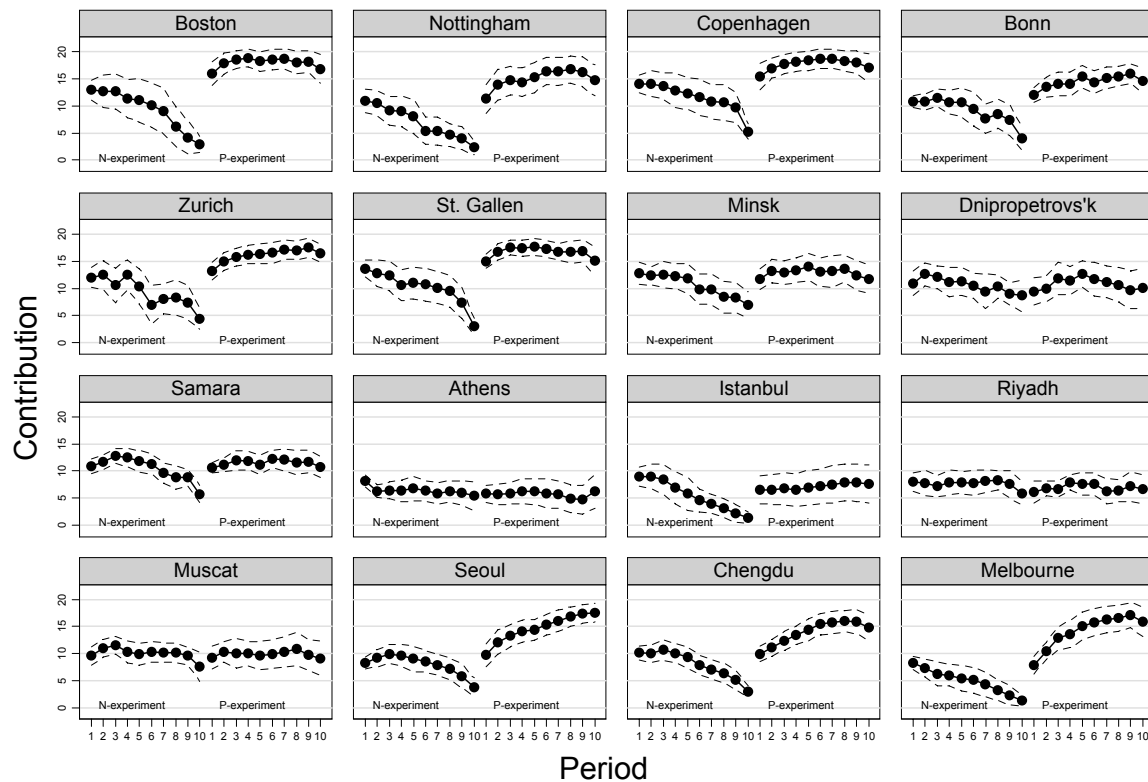 Boston Nottingham Copenhagen Bonn
20
15
10
5
0
N-experiment P-experiment N-experiment P-experiment N-experiment P-experiment N-experiment P-experiment
Zurich St. Gallen Minsk Dnipropetrovs'k
20
15
10
5
0
N-experiment P-experiment N-experiment P-experiment N-experiment P-experiment N-experiment P-experiment
Contribution
Samara Athens Istanbul Riyadh
20
15
10
5
0
N-experiment P-experiment N-experiment P-experiment N-experiment P-experiment N-experiment P-experiment
Muscat Seoul Chengdu Melbourne
20
15
10
5
0
N-experiment P-experiment N-experiment P-experiment N-experiment P-experiment N-experiment P-experiment
1 2 3 4 5 6 7 8 9 10 1 2 3 4 5 6 7 8 9 10 1 2 3 4 5 6 7 8 9 10 1 2 3 4 5 6 7 8 9 10 1 2 3 4 5 6 7 8 9 10 1 2 3 4 5 6 7 8 9 10 1 2 3 4 5 6 7 8 9 10 1 2 3 4 5 6 7 8 9 10
Period